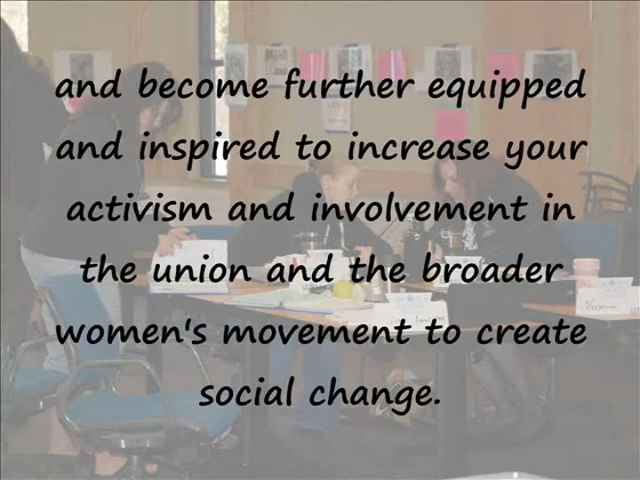 and become further equipped
and inspired to increase your
activism and involvement in
the union and the broader
women's movement to create
social change.